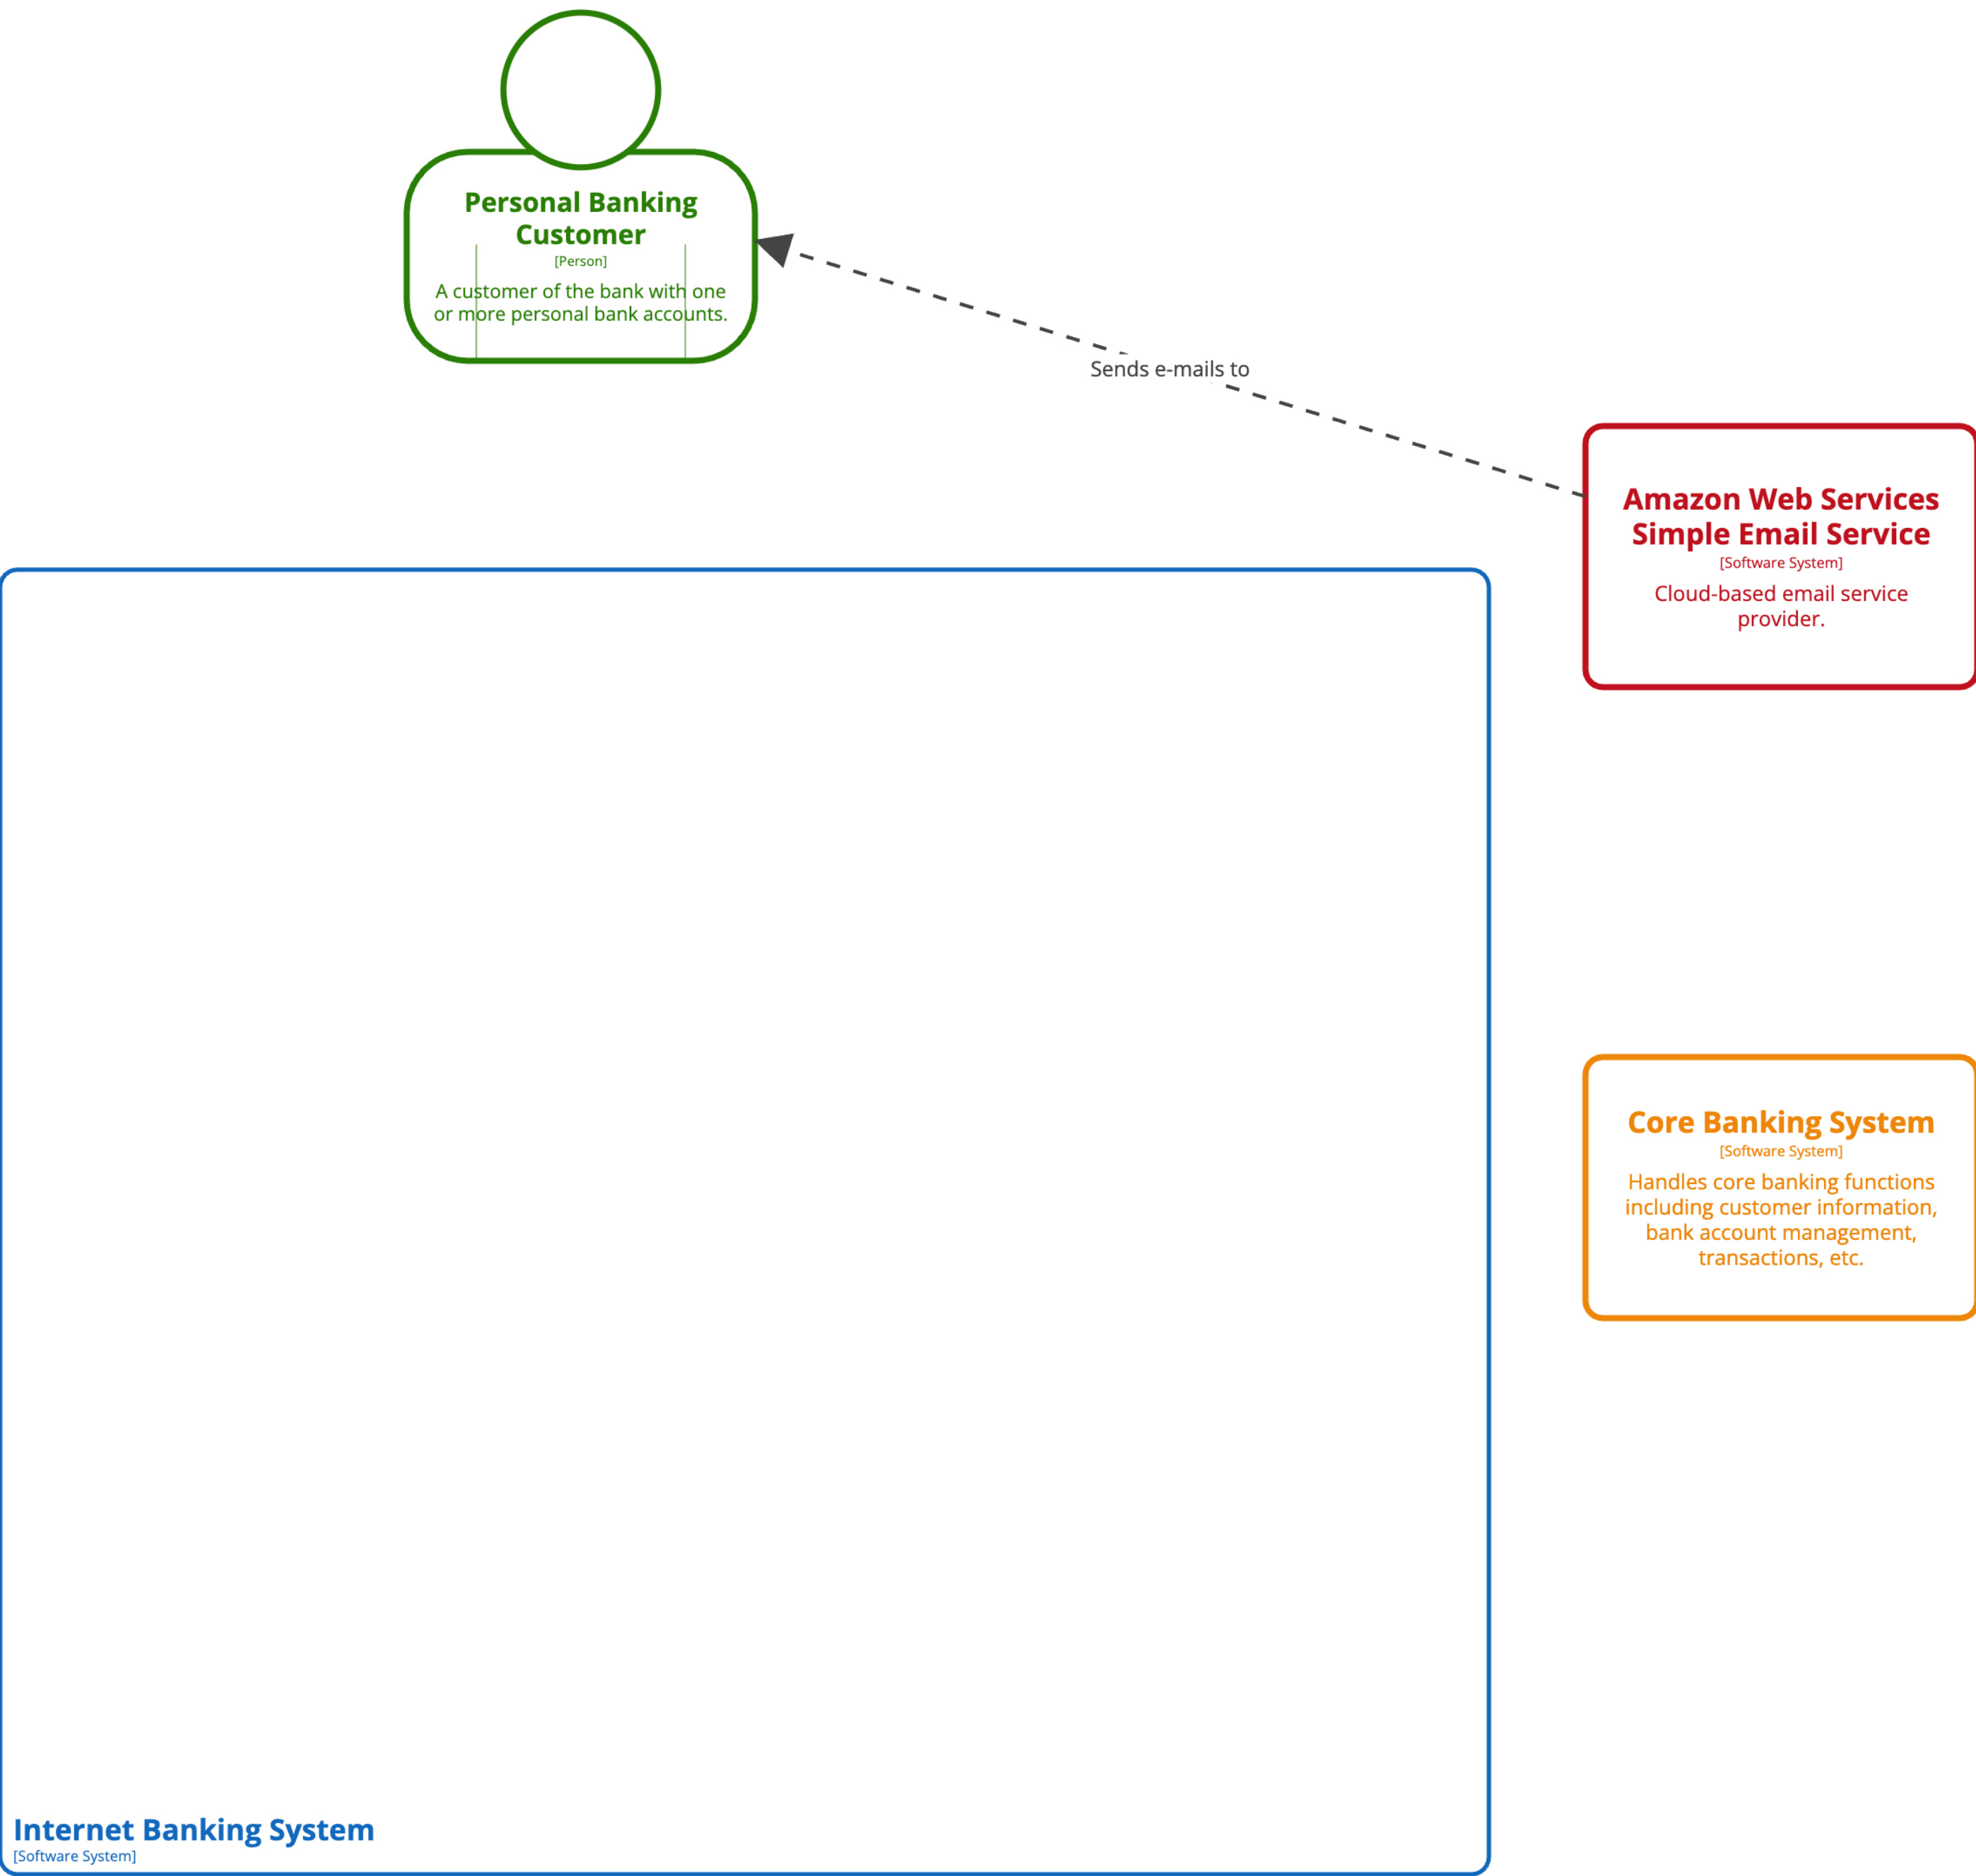 Personal Banking
Customer
[Person]
A customer of the bank with one
or more personal bank accounts.
Sends e-mails to
Amazon Web Services
Simple Email Service
[Software System]
Cloud-based email service
provider.
Core Banking System
[Software System]
Handles core banking functions
including customer information,
bank account management,
transactions, etc.
Internet Banking System
[Software System]